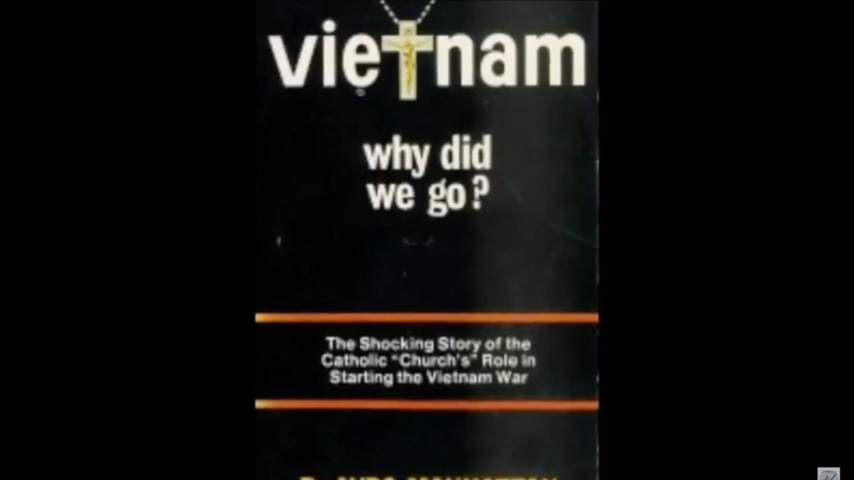 vietnam
why did
we go?
The Shocking Story of the
Catholic "Church's" Role in
Starting the Vietnam War